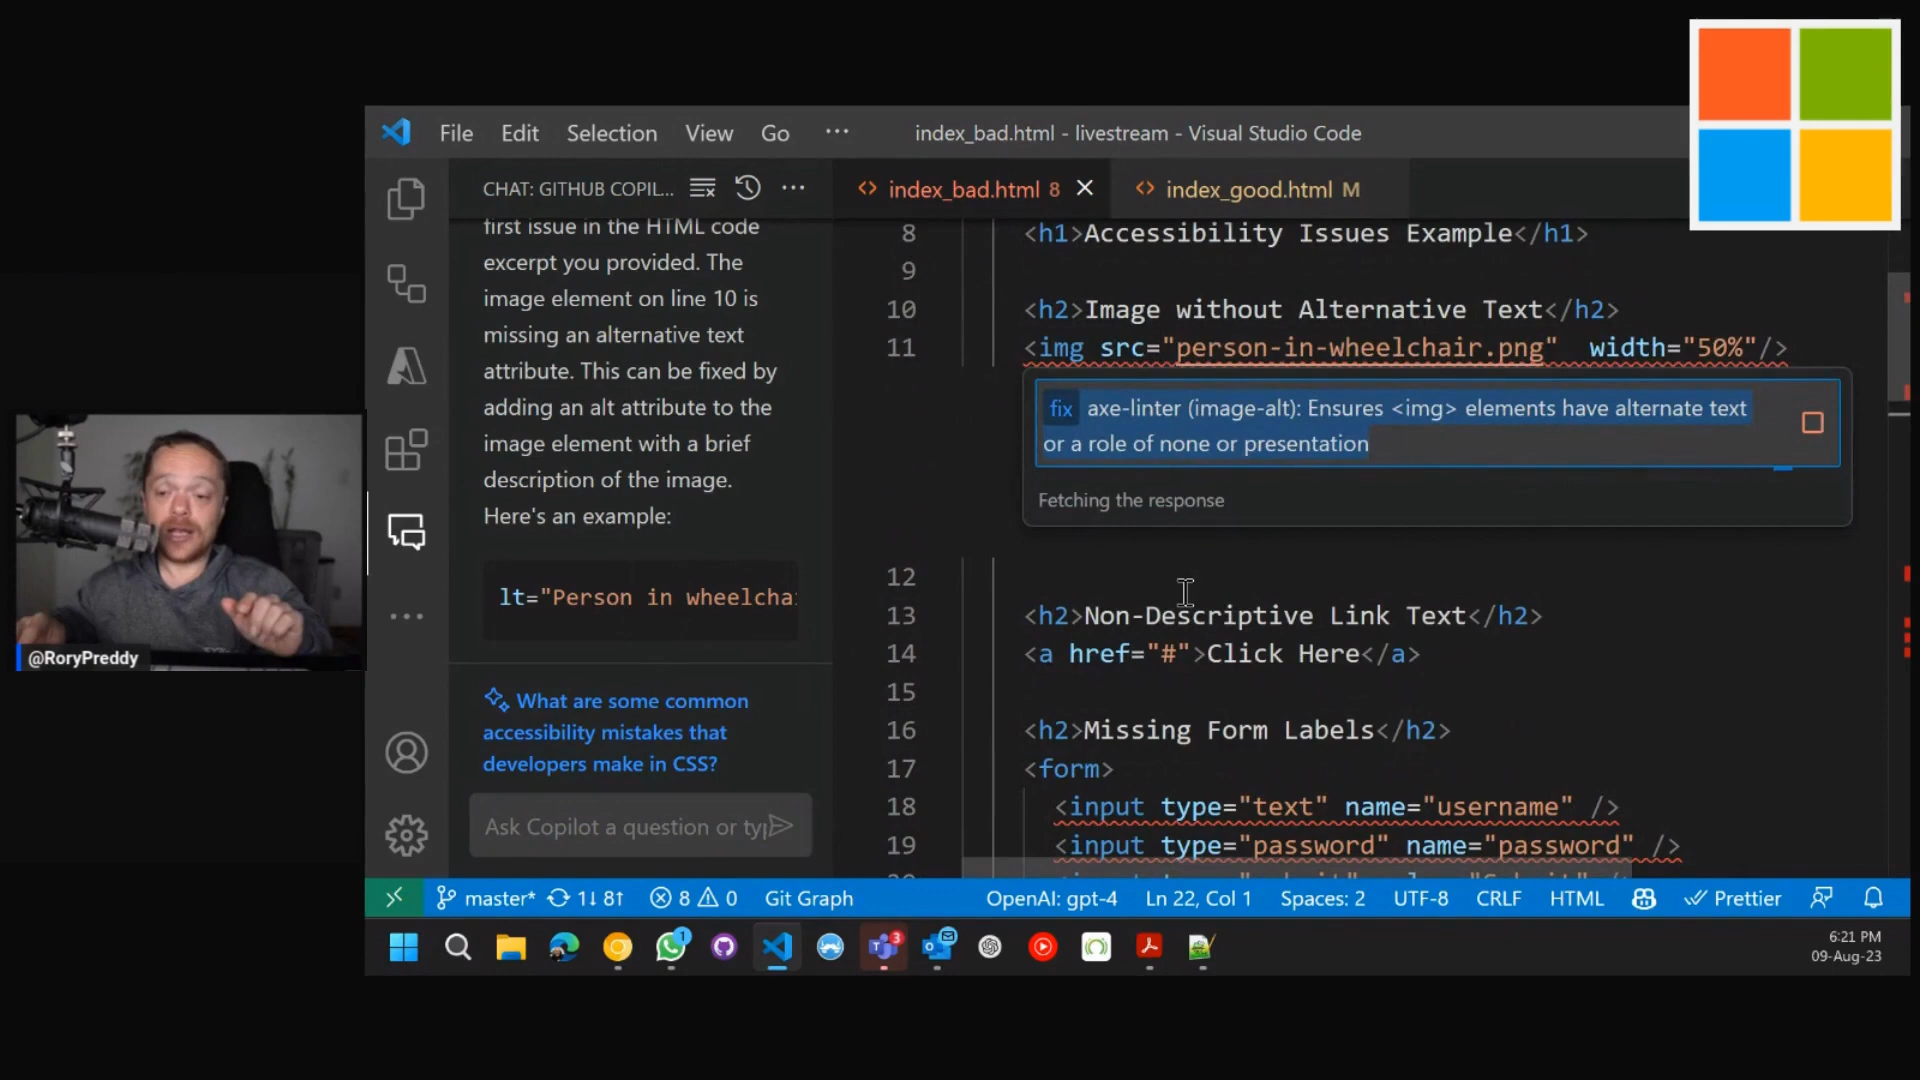 File Edit Selection View Go ··· index_bad.html - livestream - Visual Studio Code
CHAT: GITHUB COPIL...
index_bad.html 8
index_good.html M
first issue in the HTML code
excerpt you provided. The
image element on line 10 is
missing an alternative text
attribute. This can be fixed by
adding an alt attribute to the
image element with a brief
description of the image.
Here's an example:
lt="Person in wheelchai
What are some common
accessibility mistakes that
developers make in CSS?
Ask Copilot a question or typ
8 <h1>Accessibility Issues Example</h1>
9
10 <h2>Image without Alternative Text</h2>
11 <img src="person-in-wheelchair.png"  width="50%"/>
fix axe-linter (image-alt): Ensures <img> elements have alternate text
or a role of none or presentation
Fetching the response
12
13 <h2>Non-Descriptive Link Text</h2>
14 <a href="#">Click Here</a>
15
16 <h2>Missing Form Labels</h2>
17 <form>
18 <input type="text" name="username" />
19 <input type="password" name="password" />
@RoryPreddy
master* 1↓ 8↑ 8 0 Git Graph OpenAI: gpt-4 Ln 22, Col 1 Spaces: 2 UTF-8 CRLF HTML Prettier
1
3
6:21 PM
09-Aug-23